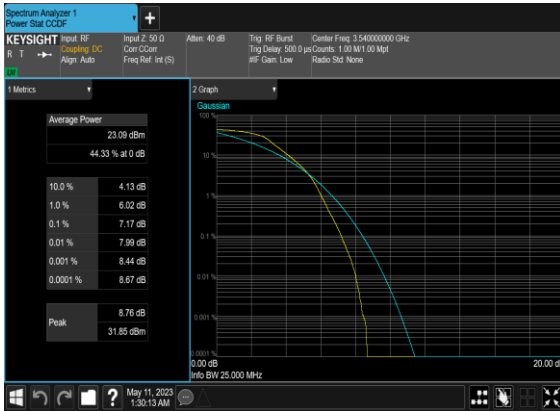 Spectrum Analyzer 1
Power Stat CCDF
KEYSIGHT
R T
LV
Input: RF
Coupling: DC
Align: Auto
Input Z: 50 Ω
Corr CCorr
Freq Ref: Int (S)
Atten: 40 dB
Trig: RF Burst
Trig Delay: 500.0 µs
#IF Gain: Low
Center Freq: 3.540000000 GHz
Counts: 1.00 M/1.00 Mpt
Radio Std: None
1 Metrics
Average Power
23.09 dBm
44.33 % at 0 dB
10.0 % 4.13 dB
1.0 % 6.02 dB
0.1 % 7.17 dB
0.01 % 7.99 dB
0.001 % 8.44 dB
0.0001 % 8.67 dB
Peak
8.76 dB
31.85 dBm
2 Graph
Gaussian
100 %
10 %
1 %
0.1 %
0.01 %
0.001 %
0.0001 %
0.00 dB
20.00 d
Info BW 25.000 MHz
?
May 11, 2023
1:30:13 AM